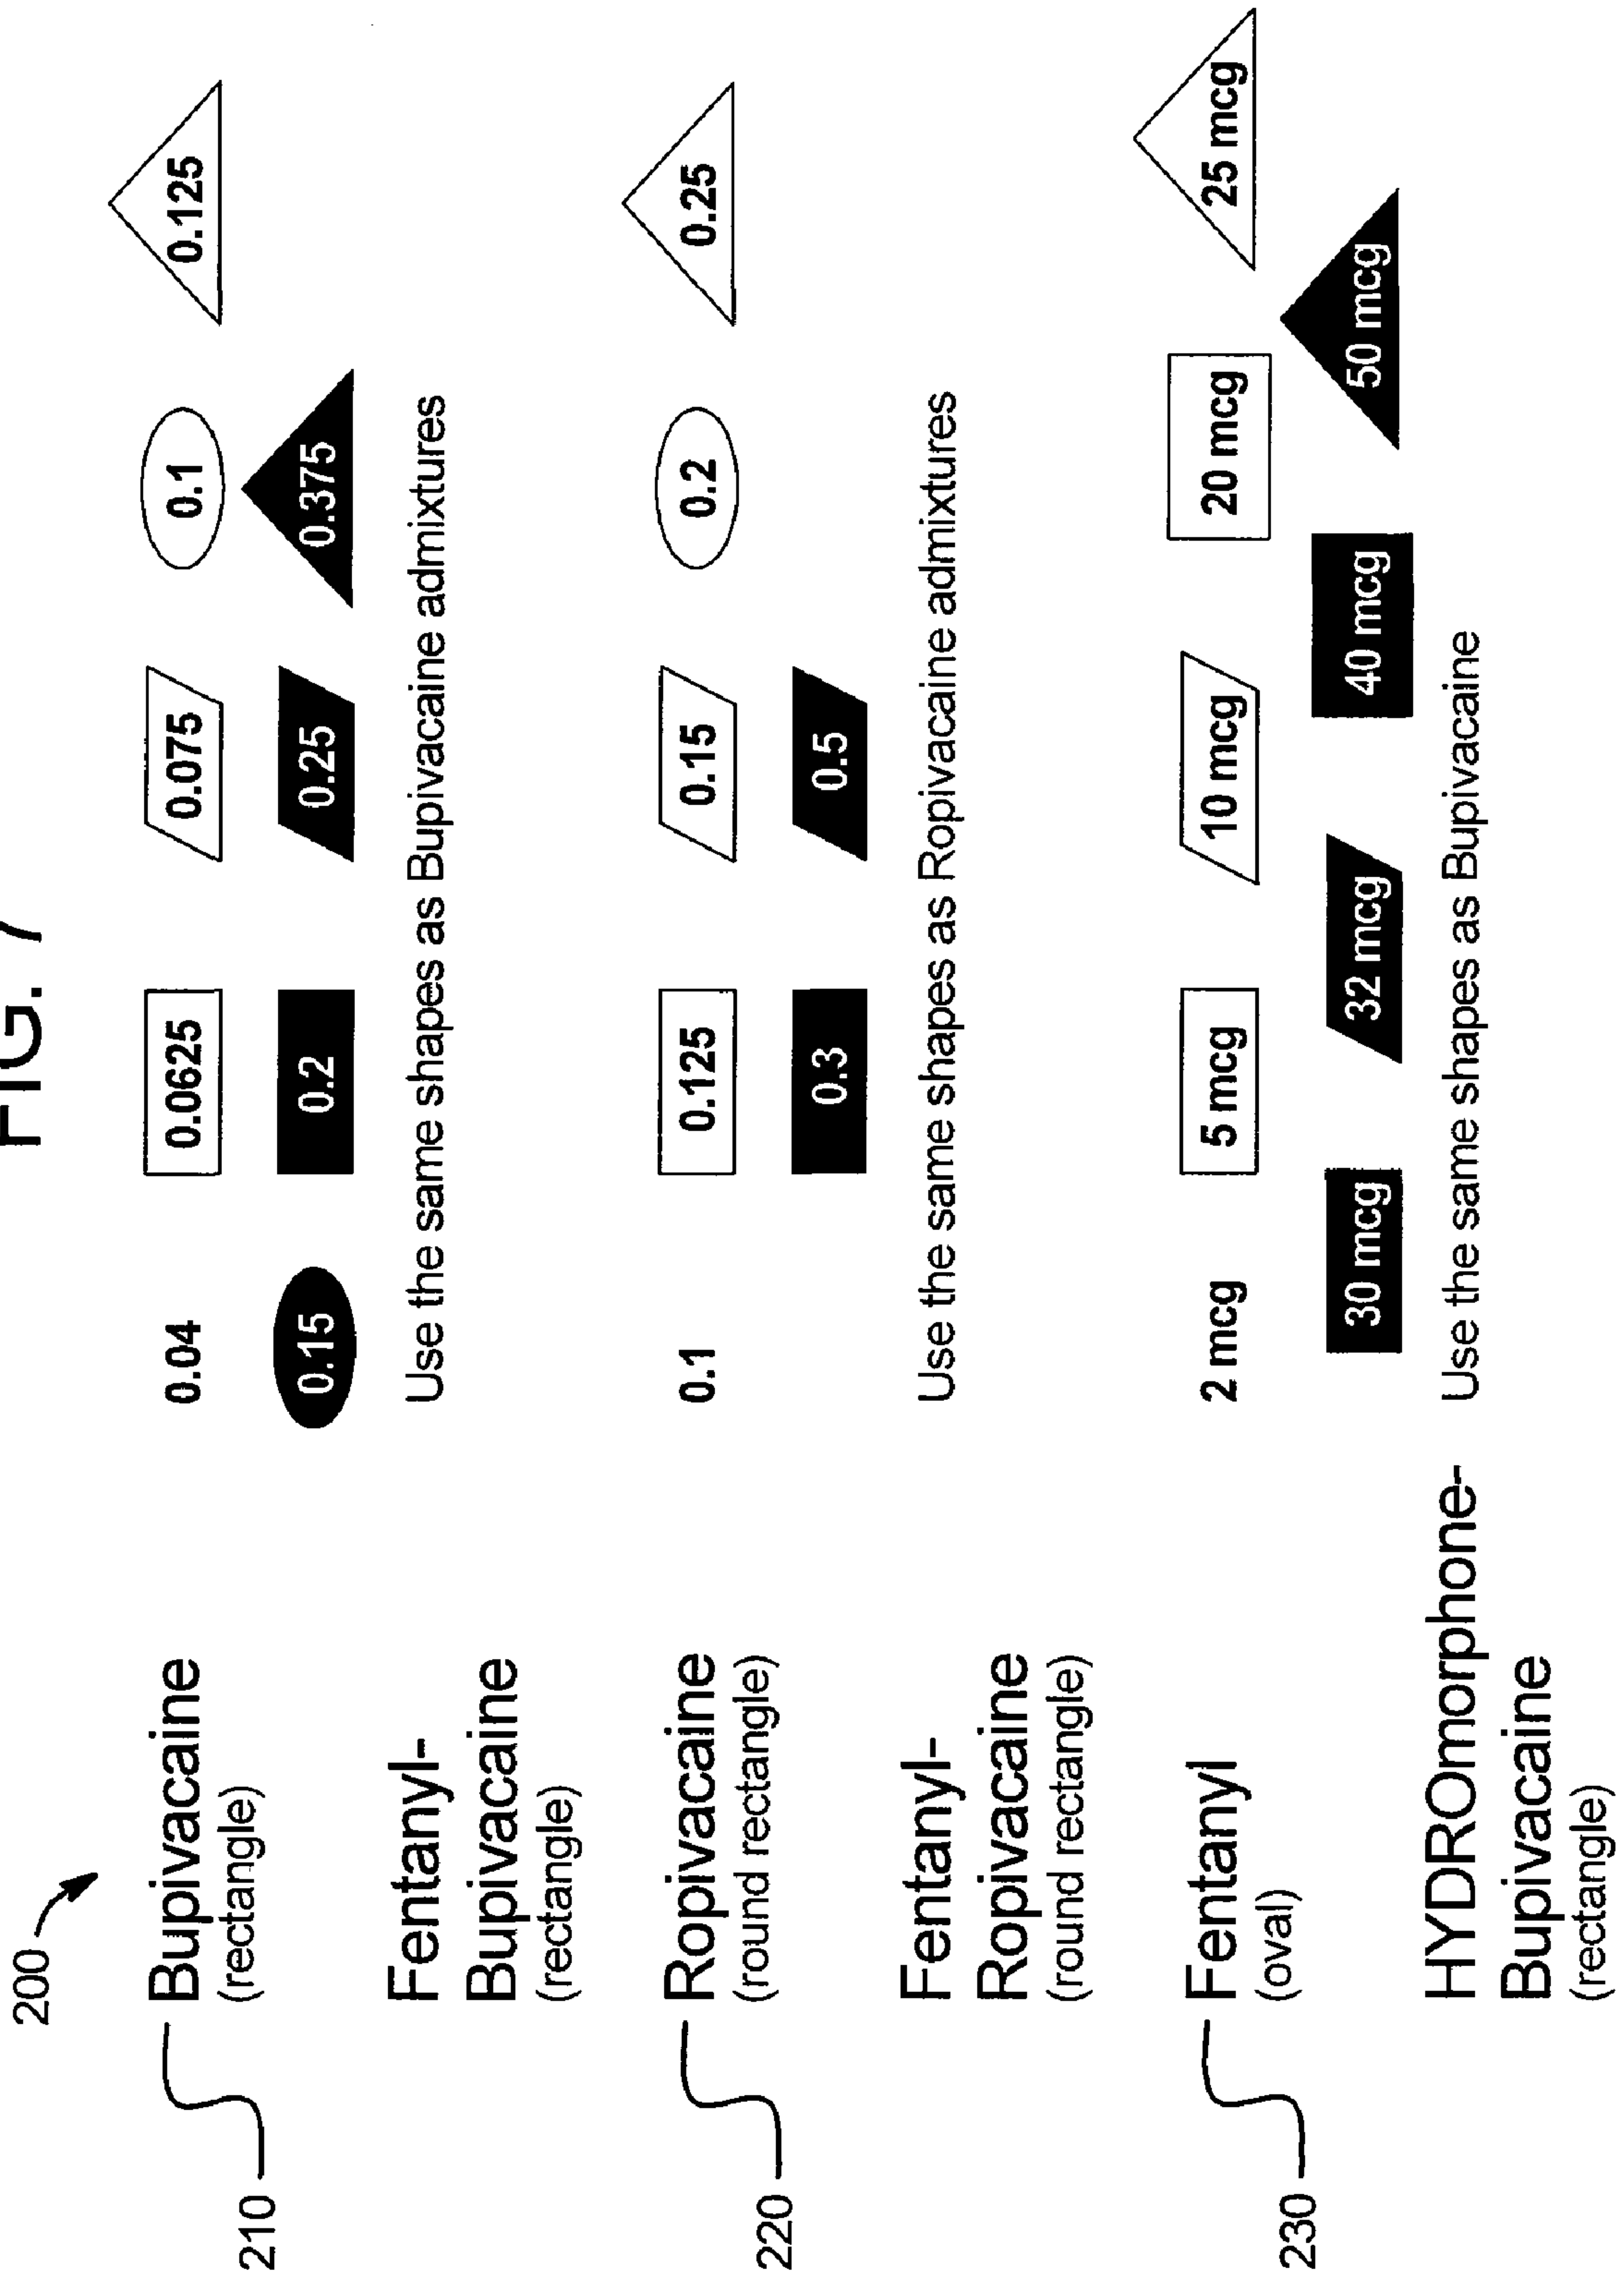 FIG. 7
200
210
Bupivacaine
(rectangle)
0.04 0.0625 0.075 0.1 0.125
0.15 0.2 0.25 0.375
Fentanyl-
Bupivacaine
(rectangle)
Use the same shapes as Bupivacaine admixtures
220
Ropivacaine
(round rectangle)
0.1 0.125 0.15 0.2 0.25
0.3 0.5
Fentanyl-
Ropivacaine
(round rectangle)
Use the same shapes as Ropivacaine admixtures
230
Fentanyl
(oval)
2 mcg 5 mcg 10 mcg 20 mcg 25 mcg
30 mcg 32 mcg 40 mcg 50 mcg
HYDROmorphone-
Bupivacaine
(rectangle)
Use the same shapes as Bupivacaine